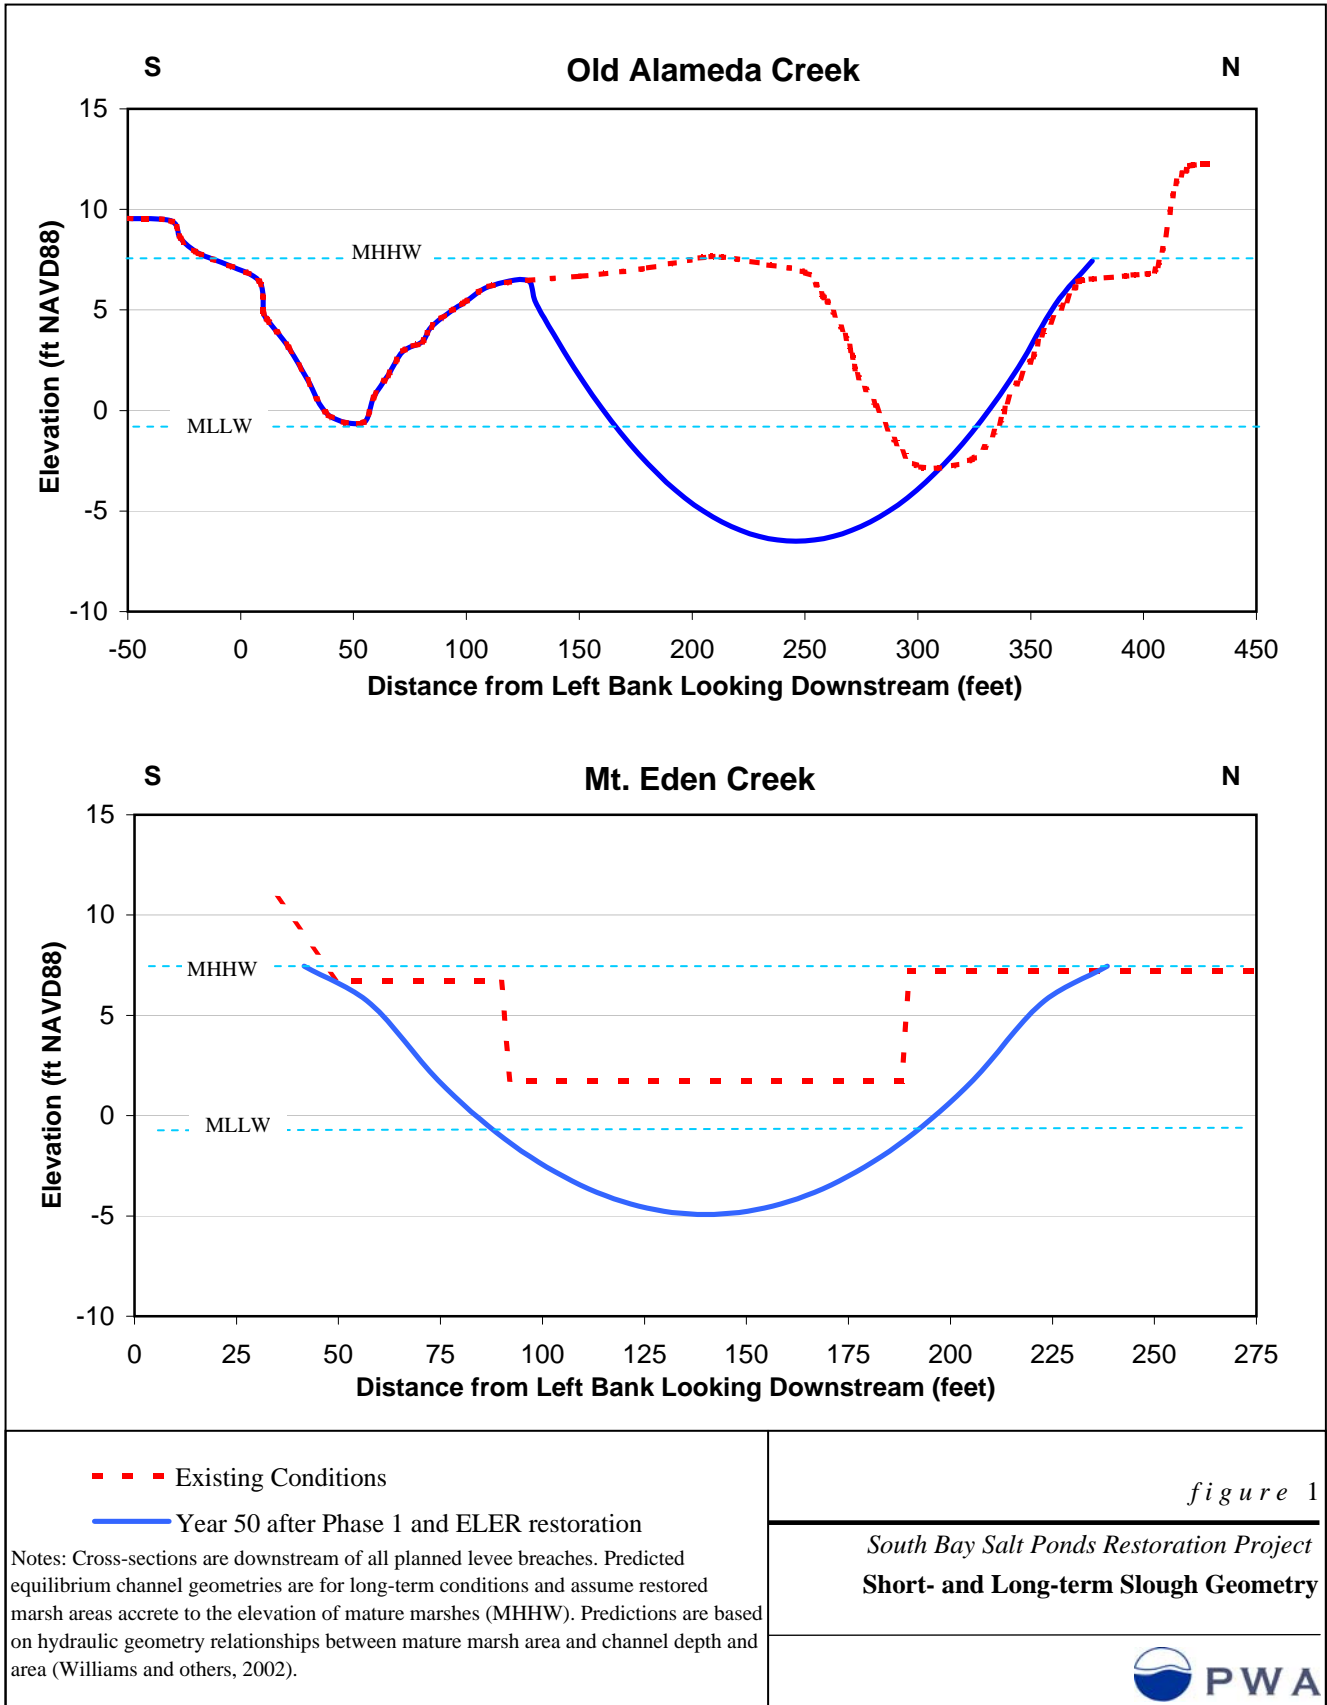 S
Old Alameda Creek
N
15
10
5
0
-5
-10
MHHW
MLLW
Elevation (ft NAVD88)
-50 0 50 100 150 200 250 300 350 400 450
Distance from Left Bank Looking Downstream (feet)
S
Mt. Eden Creek
N
15
10
5
0
-5
-10
MHHW
MLLW
Elevation (ft NAVD88)
0 25 50 75 100 125 150 175 200 225 250 275
Distance from Left Bank Looking Downstream (feet)
Existing Conditions
Year 50 after Phase 1 and ELER restoration
Notes: Cross-sections are downstream of all planned levee breaches. Predicted
equilibrium channel geometries are for long-term conditions and assume restored
marsh areas accrete to the elevation of mature marshes (MHHW). Predictions are based
on hydraulic geometry relationships between mature marsh area and channel depth and
area (Williams and others, 2002).
figure 1
South Bay Salt Ponds Restoration Project
Short- and Long-term Slough Geometry
PWA